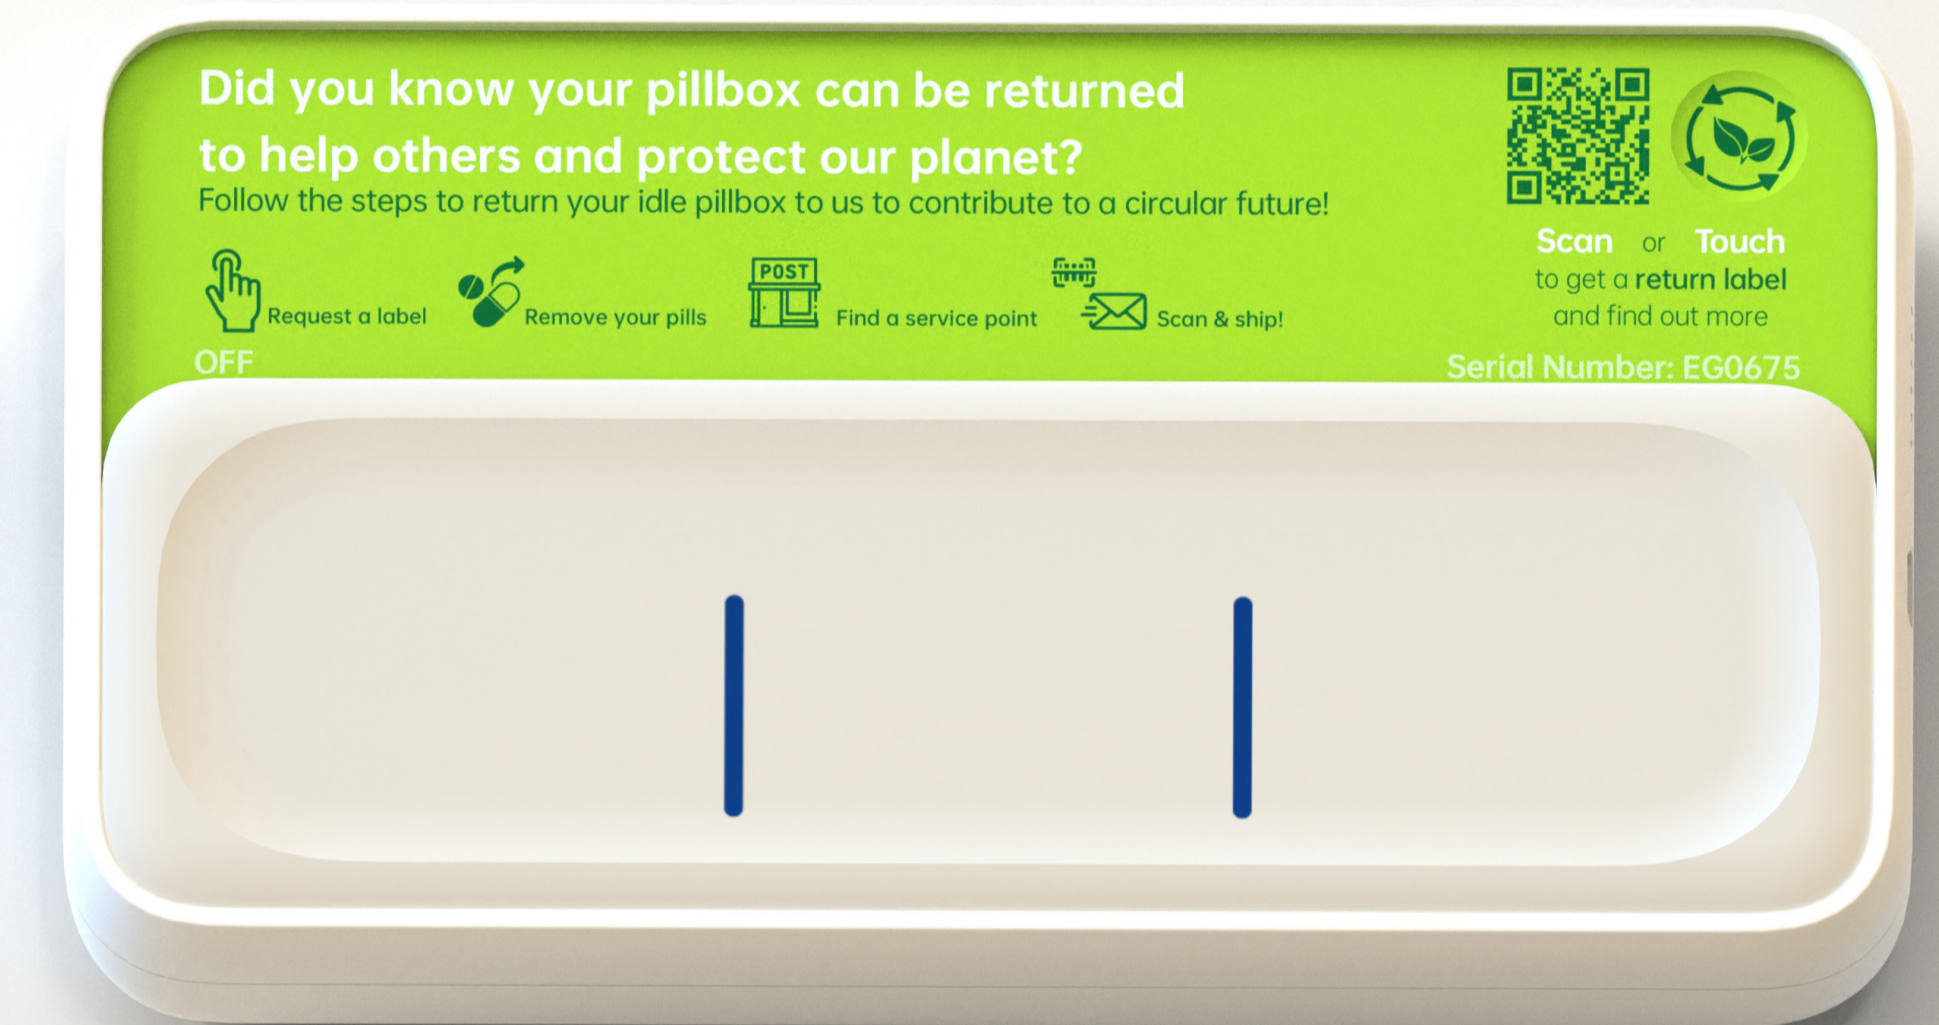 Did you know your pillbox can be returned
to help others and protect our planet?
Follow the steps to return your idle pillbox to us to contribute to a circular future!
Request a label
Remove your pills
POST
Find a service point
Scan & ship!
Scan or Touch
to get a return label
and find out more
OFF
Serial Number: EG0675